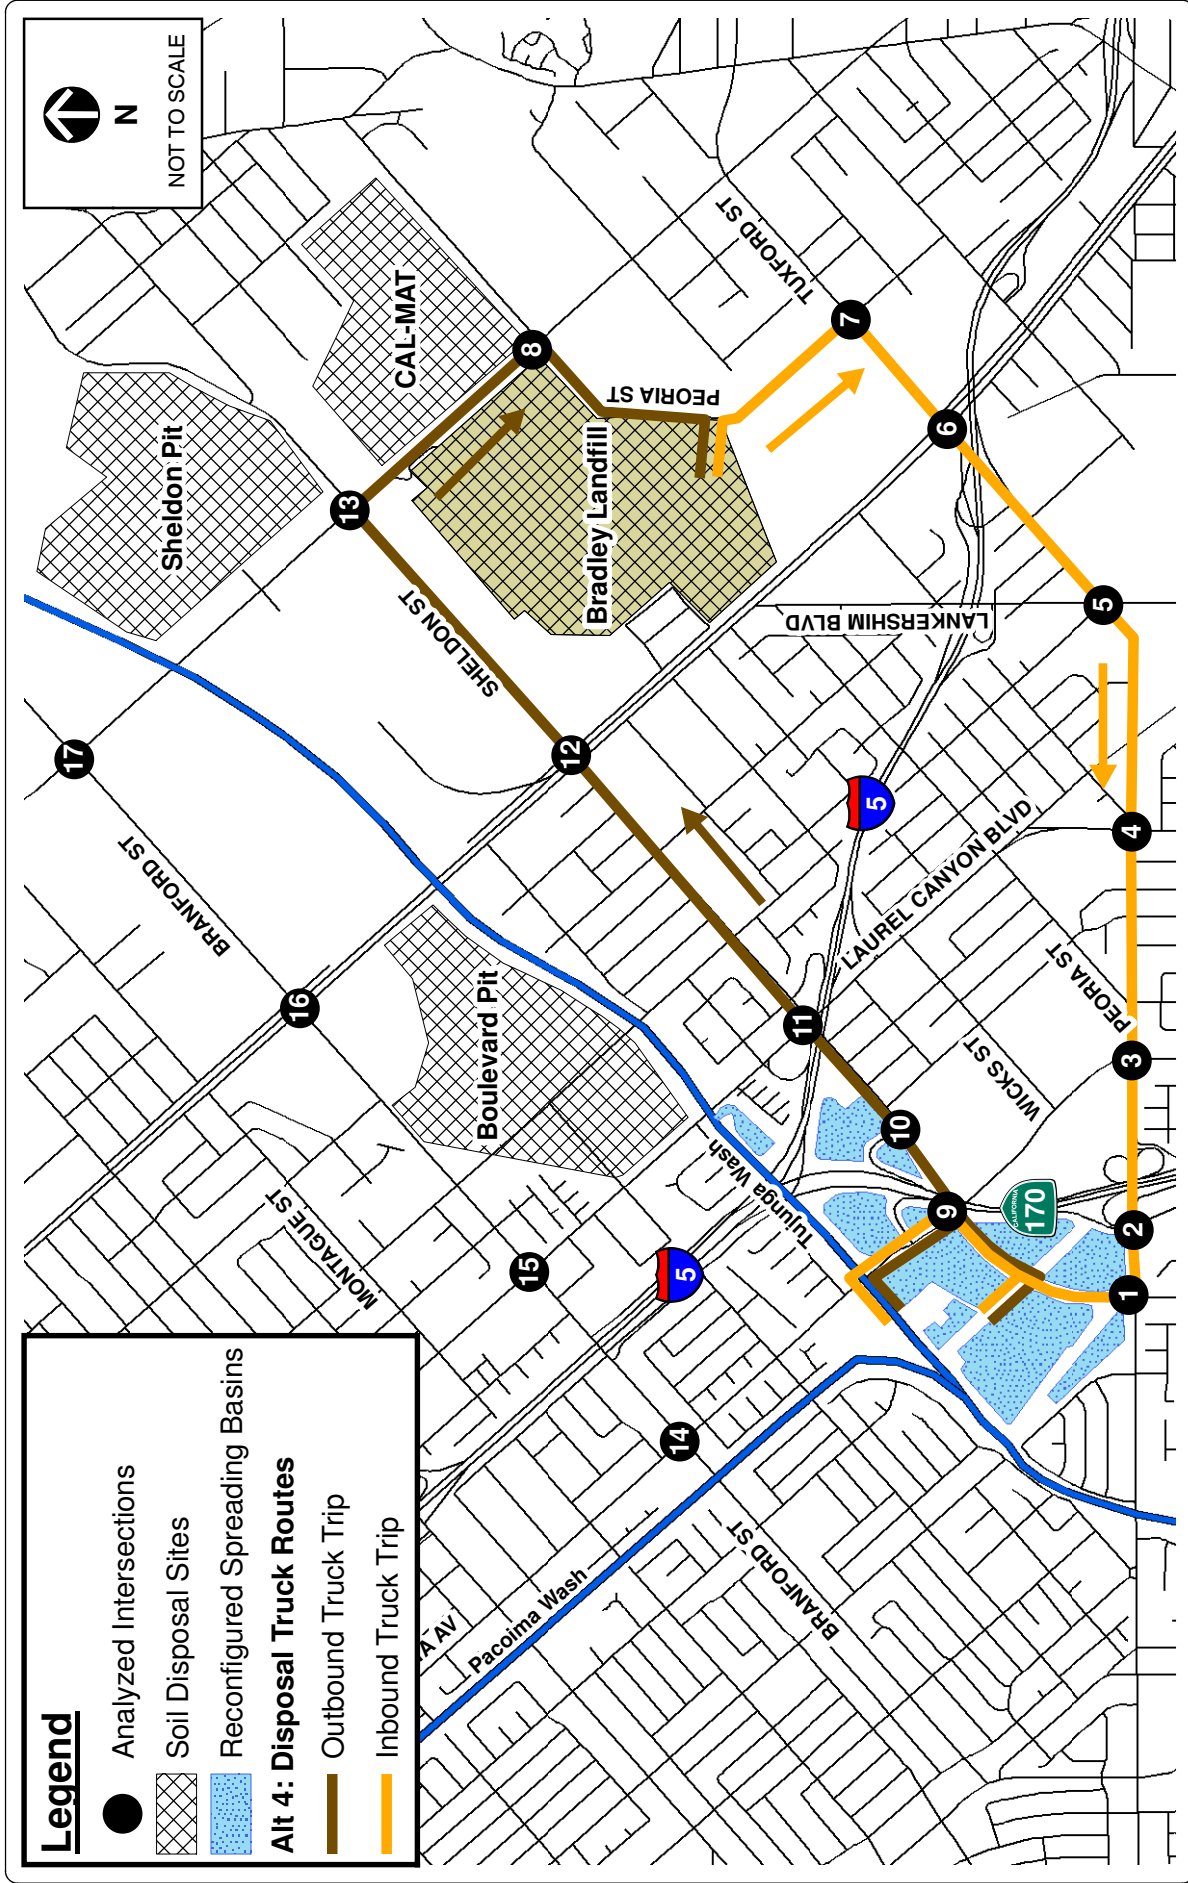 Legend
Analyzed Intersections
Soil Disposal Sites
Reconfigured Spreading Basins
Alt 4: Disposal Truck Routes
Outbound Truck Trip
Inbound Truck Trip
N
NOT TO SCALE
Sheldon Pit
CAL-MAT
Bradley Landfill
Boulevard Pit
SHELDON ST
PEORIA ST
TUXFORD ST
LANKERSHIM BLVD
LAUREL CANYON BLVD
PEORIA ST
WICKS ST
BRANFORD ST
MONTAGUE ST
BRANFORD ST
Tujunga Wash
Pacoima Wash
A AV
5
5
CALIFORNIA
170
1
2
3
4
5
6
7
8
9
10
11
12
13
14
15
16
17